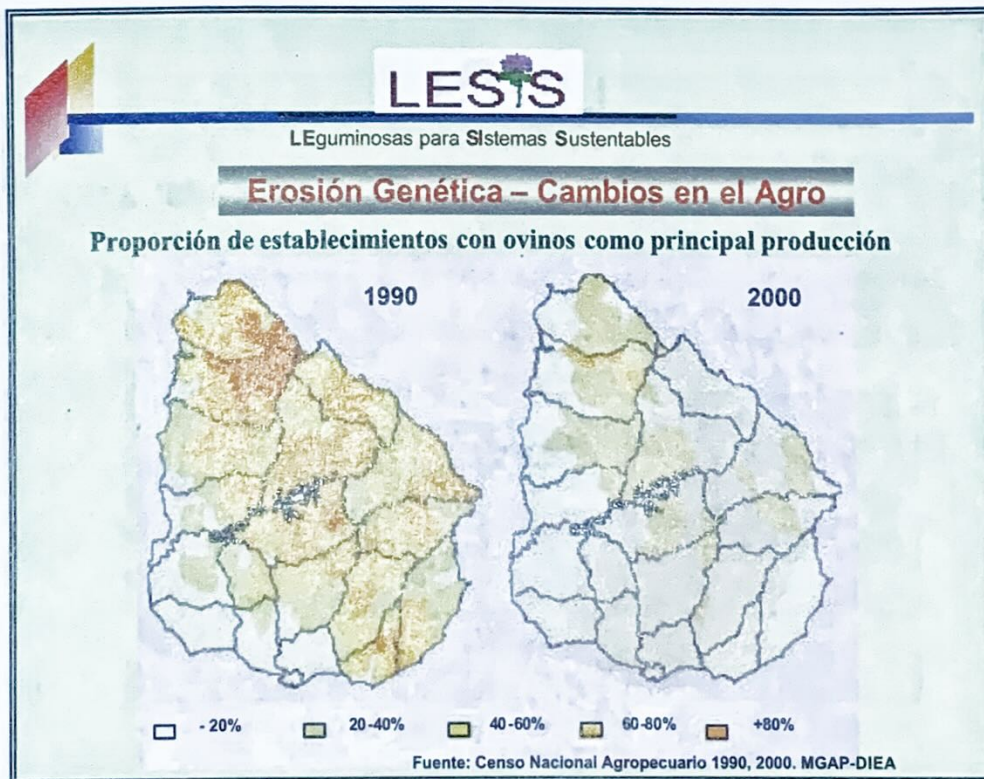 LESIS
LEguminosas para SIstemas Sustentables
Erosión Genética – Cambios en el Agro
Proporción de establecimientos con ovinos como principal producción
1990 2000
- 20% 20-40% 40-60% 60-80% +80%
Fuente: Censo Nacional Agropecuario 1990, 2000. MGAP-DIEA